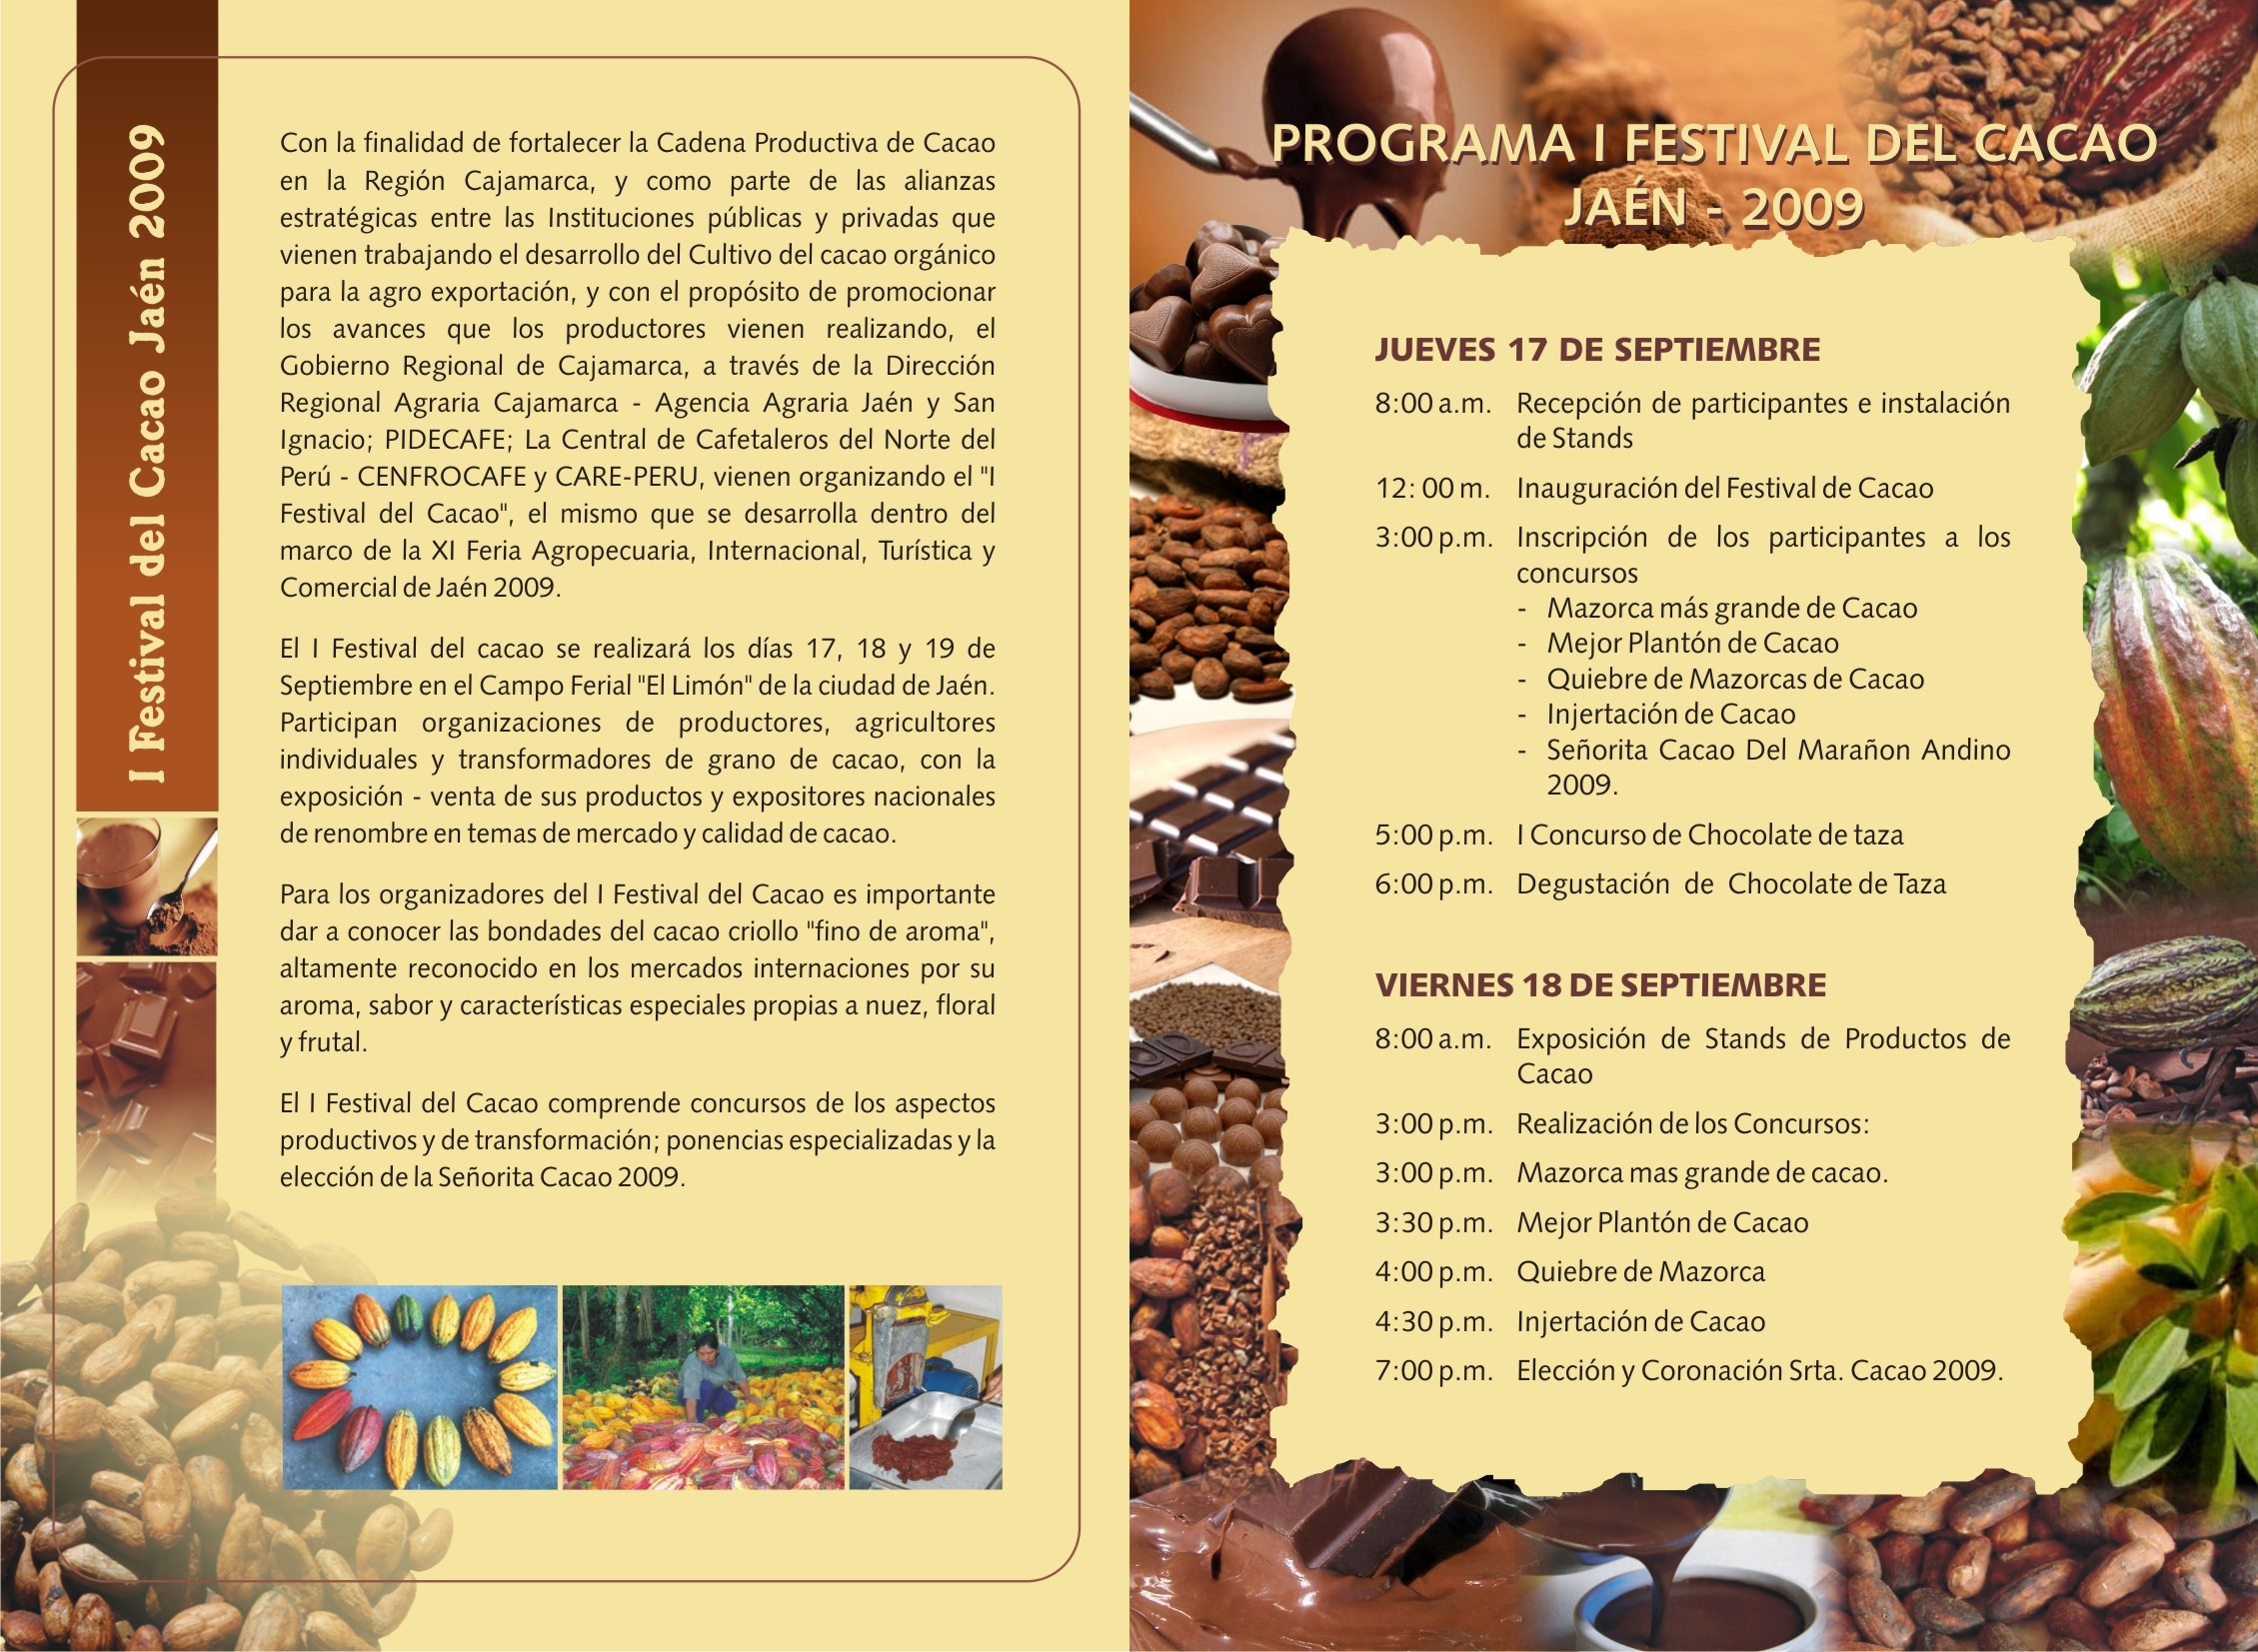 I Festival del Cacao Jaén 2009
Con la finalidad de fortalecer la Cadena Productiva de Cacao
en la Región Cajamarca, y como parte de las alianzas
estratégicas entre las Instituciones públicas y privadas que
vienen trabajando el desarrollo del Cultivo del cacao orgánico
para la agro exportación, y con el propósito de promocionar
los avances que los productores vienen realizando, el
Gobierno Regional de Cajamarca, a través de la Dirección
Regional Agraria Cajamarca - Agencia Agraria Jaén y San
Ignacio; PIDECAFE; La Central de Cafetaleros del Norte del
Perú - CENFROCAFE y CARE-PERU, vienen organizando el "I
Festival del Cacao", el mismo que se desarrolla dentro del
marco de la XI Feria Agropecuaria, Internacional, Turística y
Comercial de Jaén 2009.
El I Festival del cacao se realizará los días 17, 18 y 19 de
Septiembre en el Campo Ferial "El Limón" de la ciudad de Jaén.
Participan organizaciones de productores, agricultores
individuales y transformadores de grano de cacao, con la
exposición - venta de sus productos y expositores nacionales
de renombre en temas de mercado y calidad de cacao.
Para los organizadores del I Festival del Cacao es importante
dar a conocer las bondades del cacao criollo "fino de aroma",
altamente reconocido en los mercados internaciones por su
aroma, sabor y características especiales propias a nuez, floral
y frutal.
El I Festival del Cacao comprende concursos de los aspectos
productivos y de transformación; ponencias especializadas y la
elección de la Señorita Cacao 2009.
PROGRAMA I FESTIVAL DEL CACAO
JAÉN - 2009
JUEVES 17 DE SEPTIEMBRE
8:00 a.m. Recepción de participantes e instalación
de Stands
12: 00 m. Inauguración del Festival de Cacao
3:00 p.m. Inscripción de los participantes a los
concursos
- Mazorca más grande de Cacao
- Mejor Plantón de Cacao
- Quiebre de Mazorcas de Cacao
- Injertación de Cacao
- Señorita Cacao Del Marañon Andino
2009.
5:00 p.m. I Concurso de Chocolate de taza
6:00 p.m. Degustación de Chocolate de Taza
VIERNES 18 DE SEPTIEMBRE
8:00 a.m. Exposición de Stands de Productos de
Cacao
3:00 p.m. Realización de los Concursos:
3:00 p.m. Mazorca mas grande de cacao.
3:30 p.m. Mejor Plantón de Cacao
4:00 p.m. Quiebre de Mazorca
4:30 p.m. Injertación de Cacao
7:00 p.m. Elección y Coronación Srta. Cacao 2009.